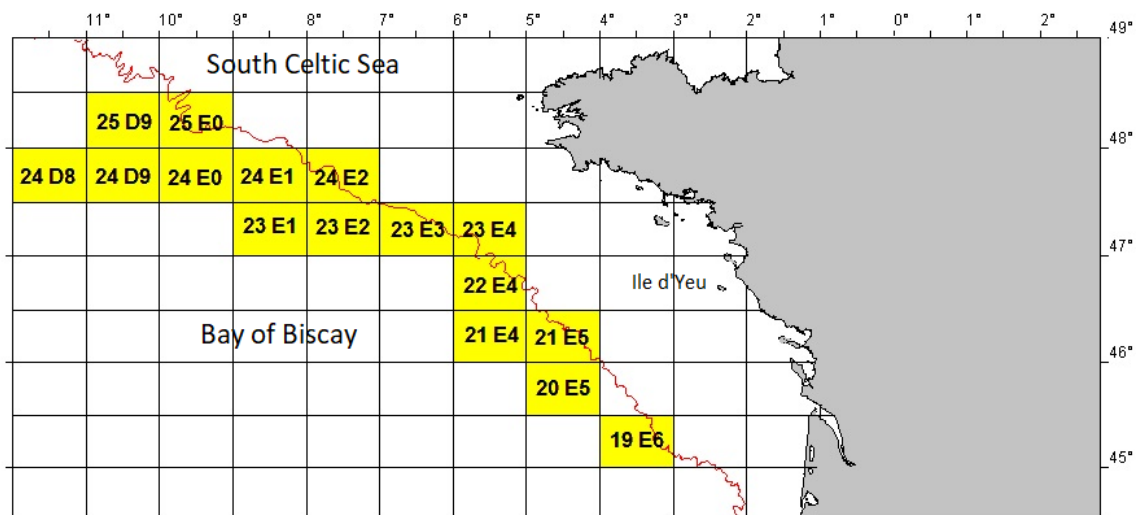 11° 10° 9° 8° 7° 6° 5° 4° 3° 2° 1° 0° 1° 2°
49°
South Celtic Sea
25 D9 25 E0
48°
24 D8 24 D9 24 E0 24 E1 24 E2
23 E1 23 E2 23 E3 23 E4
47°
22 E4 Ile d'Yeu
Bay of Biscay 21 E4 21 E5
46°
20 E5
19 E6
45°